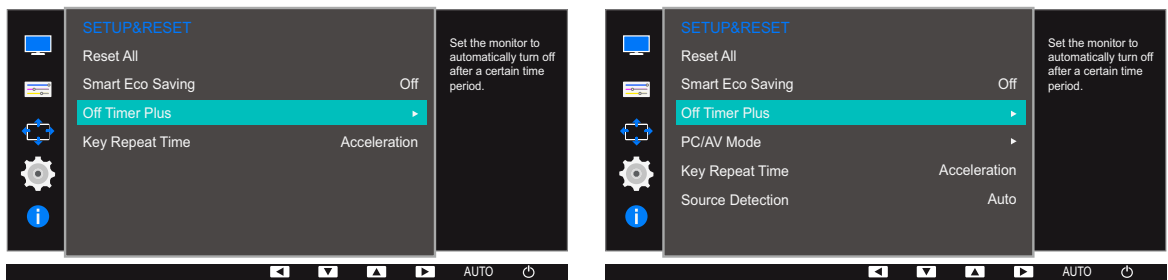 SETUP&RESET
Reset All
Smart Eco Saving Off
Off Timer Plus
Key Repeat Time Acceleration
Set the monitor to
automatically turn off
after a certain time
period.
AUTO
SETUP&RESET
Reset All
Smart Eco Saving Off
Off Timer Plus
PC/AV Mode
Key Repeat Time Acceleration
Source Detection Auto
Set the monitor to
automatically turn off
after a certain time
period.
AUTO